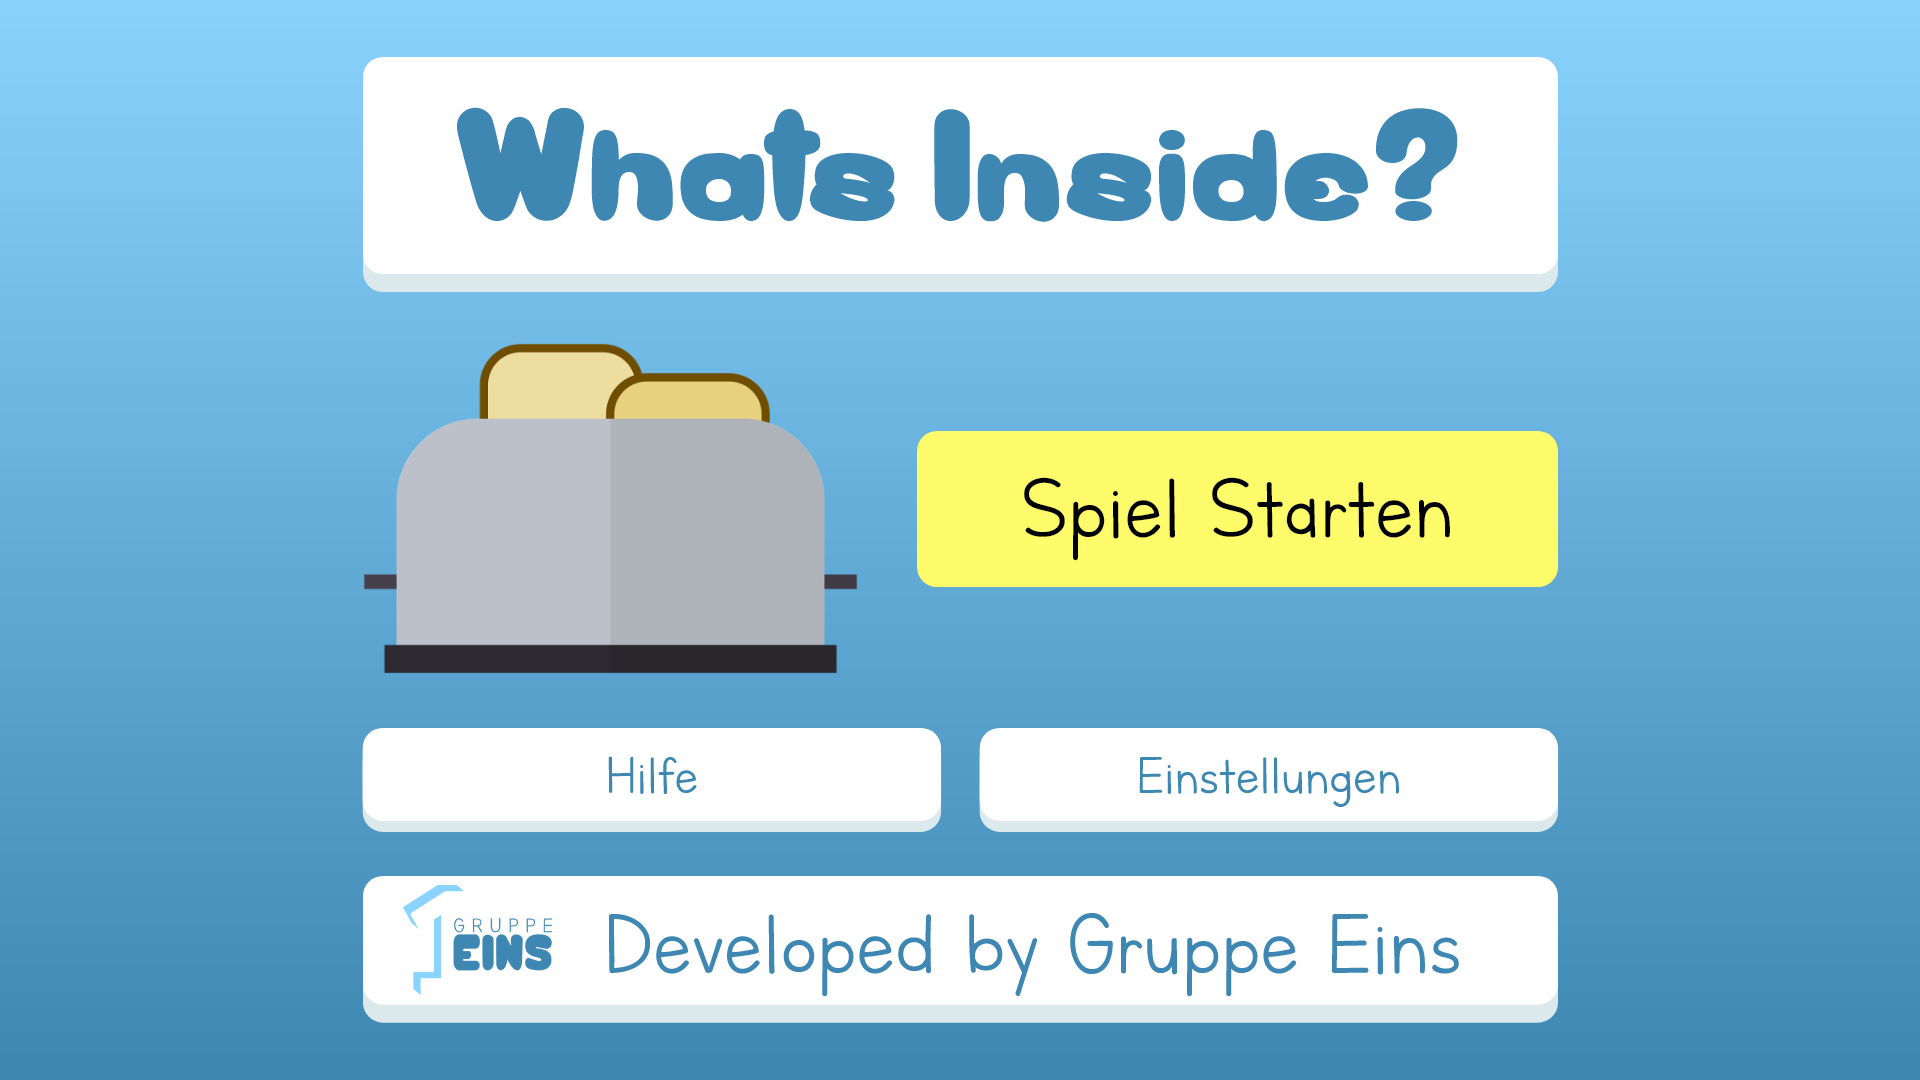 Whats Inside?
Spiel Starten
Hilfe
Einstellungen
GRUPPE
EINS
Developed by Gruppe Eins